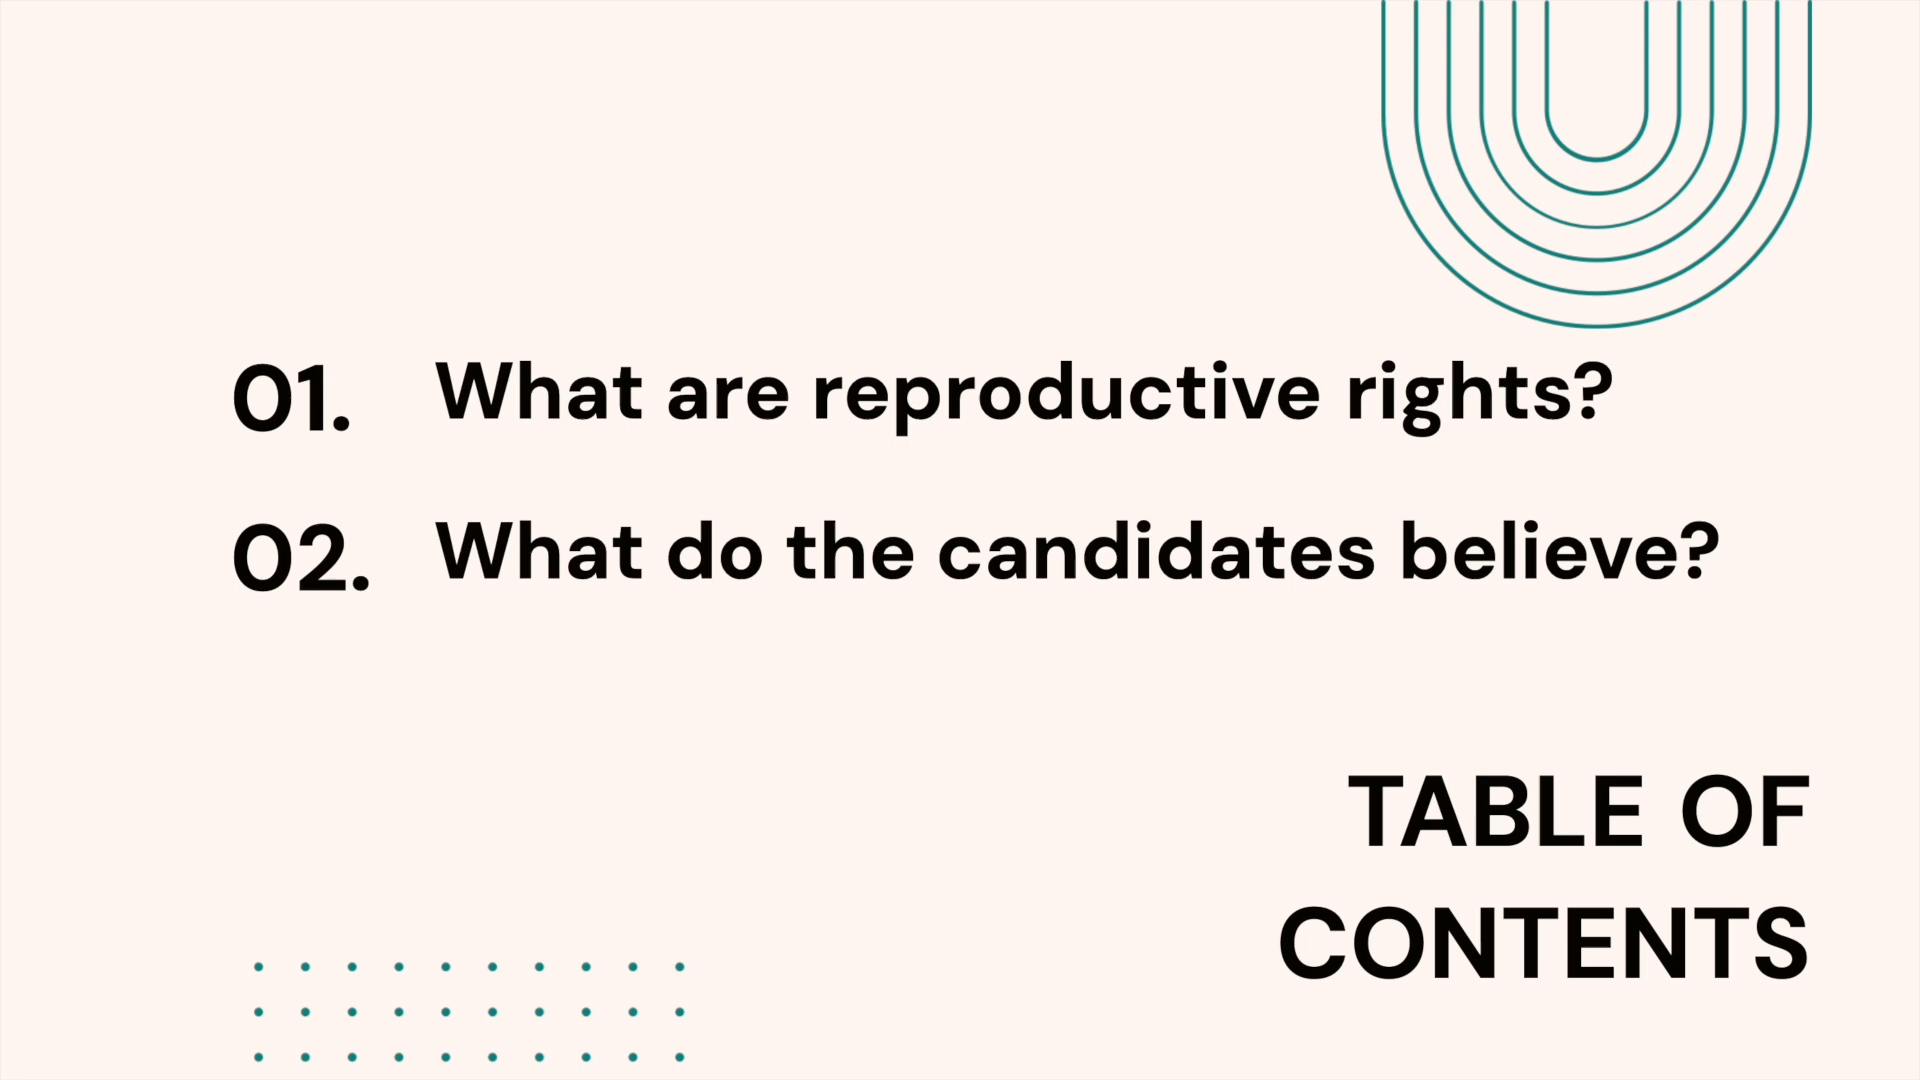 01. What are reproductive rights?
02. What do the candidates believe?
TABLE OF
CONTENTS